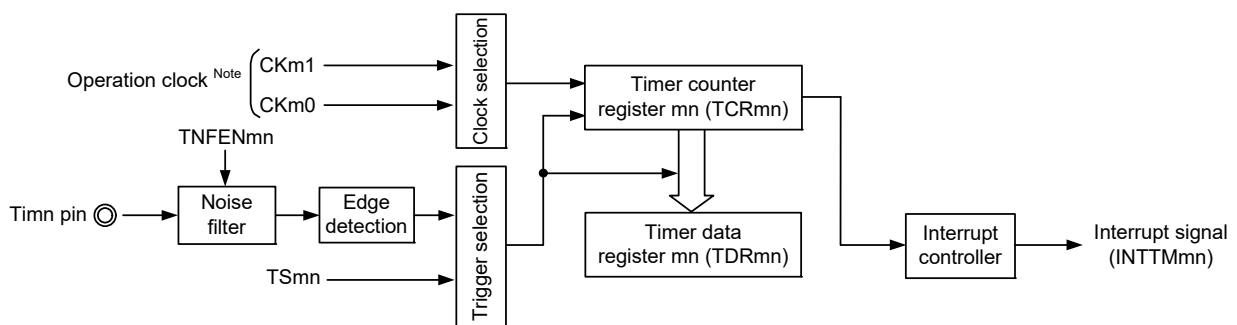 Operation clock Note
CKm1
CKm0
Clock selection
Timer counter
register mn (TCRmn)
TNFENmn
Timn pin
Noise
filter
Edge
detection
TSmn
Trigger selection
Timer data
register mn (TDRmn)
Interrupt
controller
Interrupt signal
(INTTMmn)